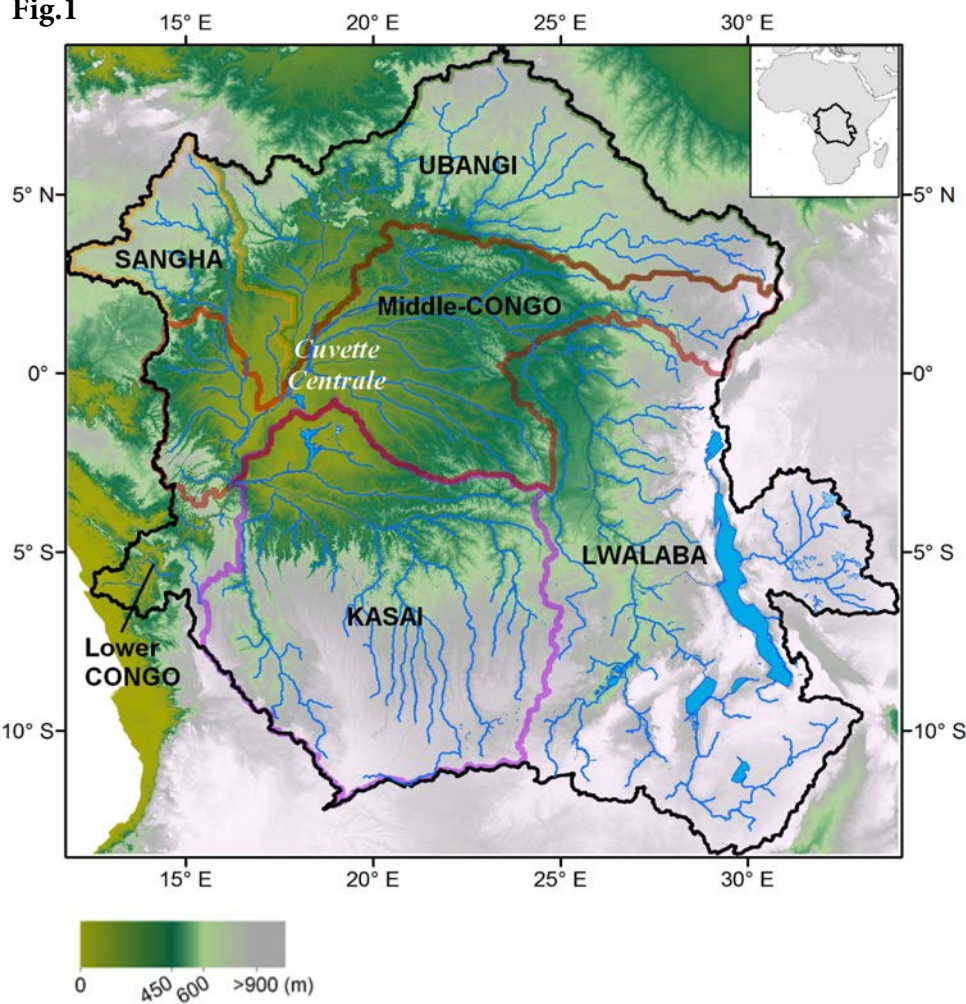 Fig.1
15° E
20° E
25° E
30° E
UBANGI
5° N
5° N
SANGHA
Middle-CONGO
Cuvette
Centrale
0°
0°
5° S
LWALABA
5° S
KASAI
Lower
CONGO
10° S
10° S
15° E
20° E
25° E
30° E
0
450
600
>900 (m)